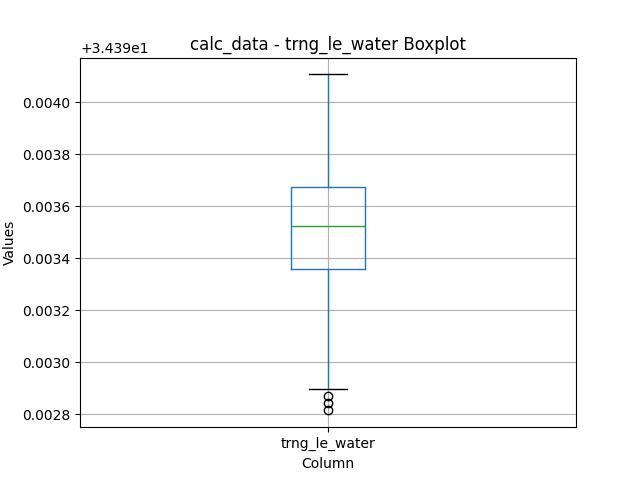 calc_data - trng_le_water Boxplot
+3.439e1
0.0040
0.0038
0.0036
0.0034
0.0032
0.0030
0.0028
Values
trng_le_water
Column